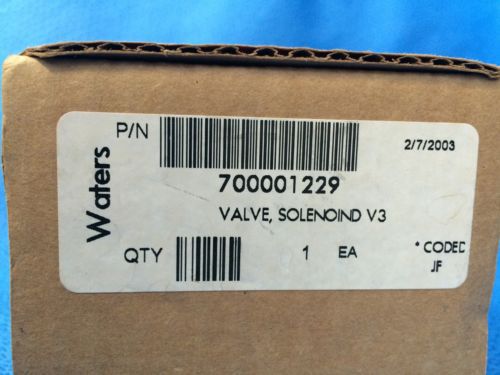 Waters
P/N
2/7/2003
700001229
VALVE, SOLENOIND V3
QTY 1 EA * CODED
JF